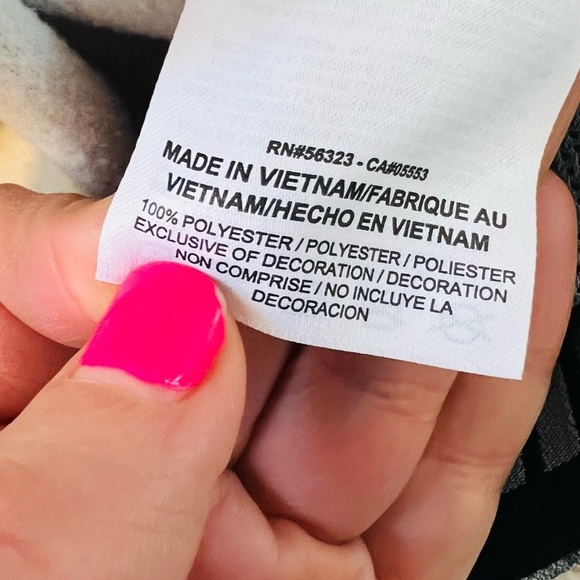 RN#56323 - CA#05553
MADE IN VIETNAM/FABRIQUE AU
VIETNAM/HECHO EN VIETNAM
100% POLYESTER / POLYESTER / POLIESTER
EXCLUSIVE OF DECORATION / DECORATION
NON COMPRISE / NO INCLUYE LA
DECORACION